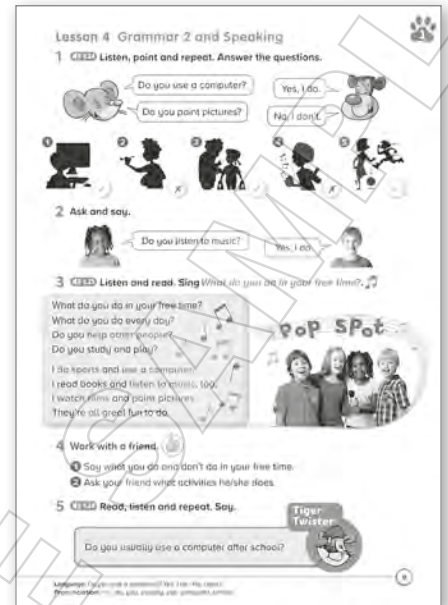 Lesson 4 Grammar 2 and Speaking
1
1 Listen, point and repeat. Answer the questions.
Do you use a computer?
Yes, I do.
Do you paint pictures?
No, I don't.
1 2 3 4 5
2 Ask and say.
Do you listen to music?
Yes, I do.
3 Listen and read. Sing What do you do in your free time?
What do you do in your free time?
What do you do every day?
Do you help other people?
Do you study and play?
I do sports and use a computer,
I read books and listen to music, too.
I watch films and paint pictures.
They're all great fun to do.
Pop Spot
4 Work with a friend.
1 Say what you do and don't do in your free time.
2 Ask your friend what activities he/she does.
5 Read, listen and repeat. Say.
Tiger
Twister
Do you usually use a computer after school?
9
SAMPLE